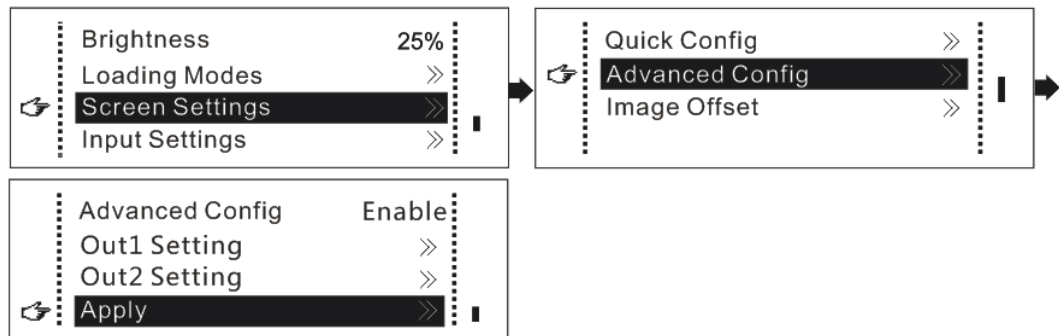 Brightness 25%
Loading Modes »
Screen Settings »
Input Settings »
Quick Config »
Advanced Config »
Image Offset »
Advanced Config Enable
Out1 Setting »
Out2 Setting »
Apply »